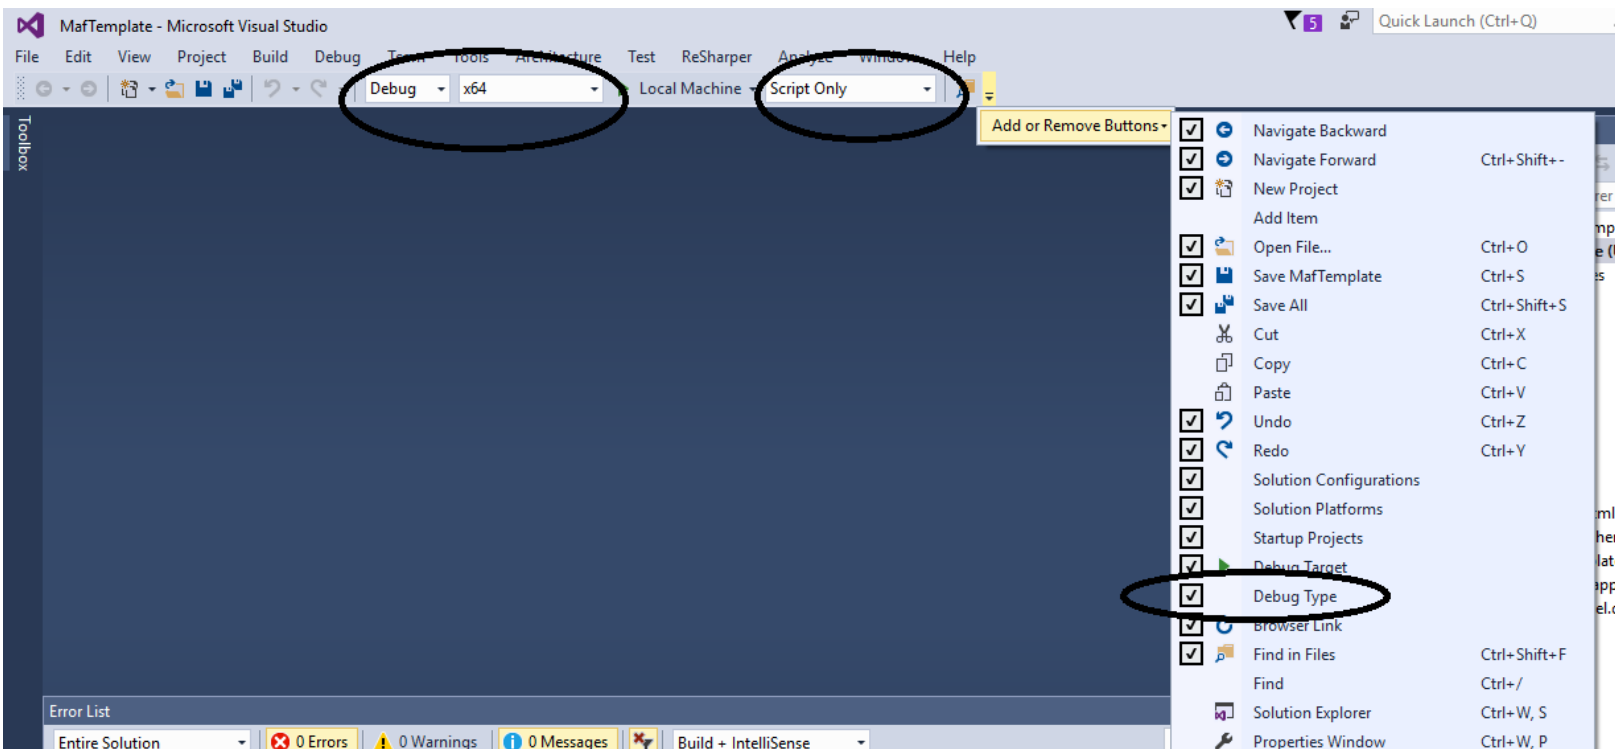 MafTemplate - Microsoft Visual Studio
5
Quick Launch (Ctrl+Q)
File Edit View Project Build Debug Team Tools Architecture Test ReSharper Analyze Window Help
Debug x64 Local Machine Script Only
Toolbox
Add or Remove Buttons
Navigate Backward
Navigate Forward Ctrl+Shift+-
New Project
Add Item
Open File... Ctrl+O
Save MafTemplate Ctrl+S
Save All Ctrl+Shift+S
Cut Ctrl+X
Copy Ctrl+C
Paste Ctrl+V
Undo Ctrl+Z
Redo Ctrl+Y
Solution Configurations
Solution Platforms
Startup Projects
Debug Target
Debug Type
Browser Link
Find in Files Ctrl+Shift+F
Find Ctrl+/
Solution Explorer Ctrl+W, S
Properties Window Ctrl+W, P
Error List
Entire Solution 0 Errors 0 Warnings 0 Messages Build + IntelliSense